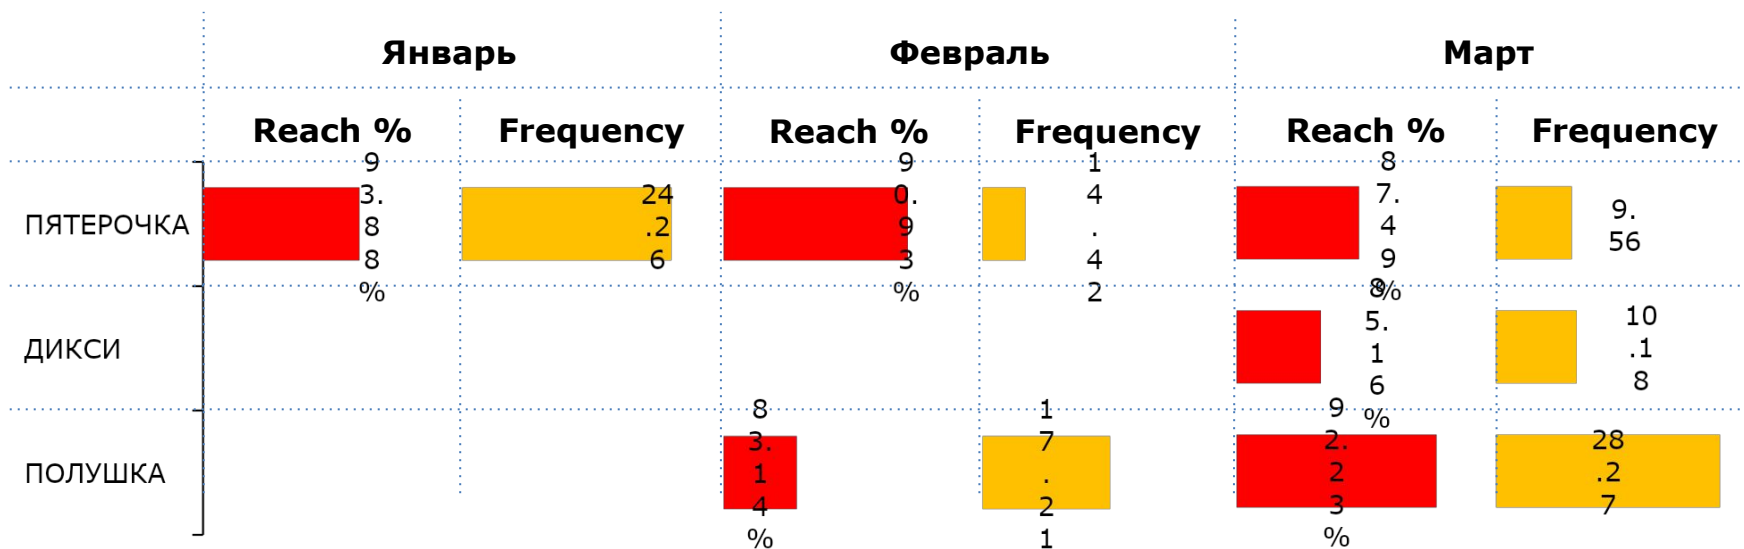 Январь
Февраль
Март
Reach %
Frequency
Reach %
Frequency
Reach %
Frequency
ПЯТЕРОЧКА
93.88%
24.26
90.93%
14.42
87.49%
9.56
ДИКСИ
85.16%
10.18
ПОЛУШКА
83.14%
17.21
92.23%
28.27